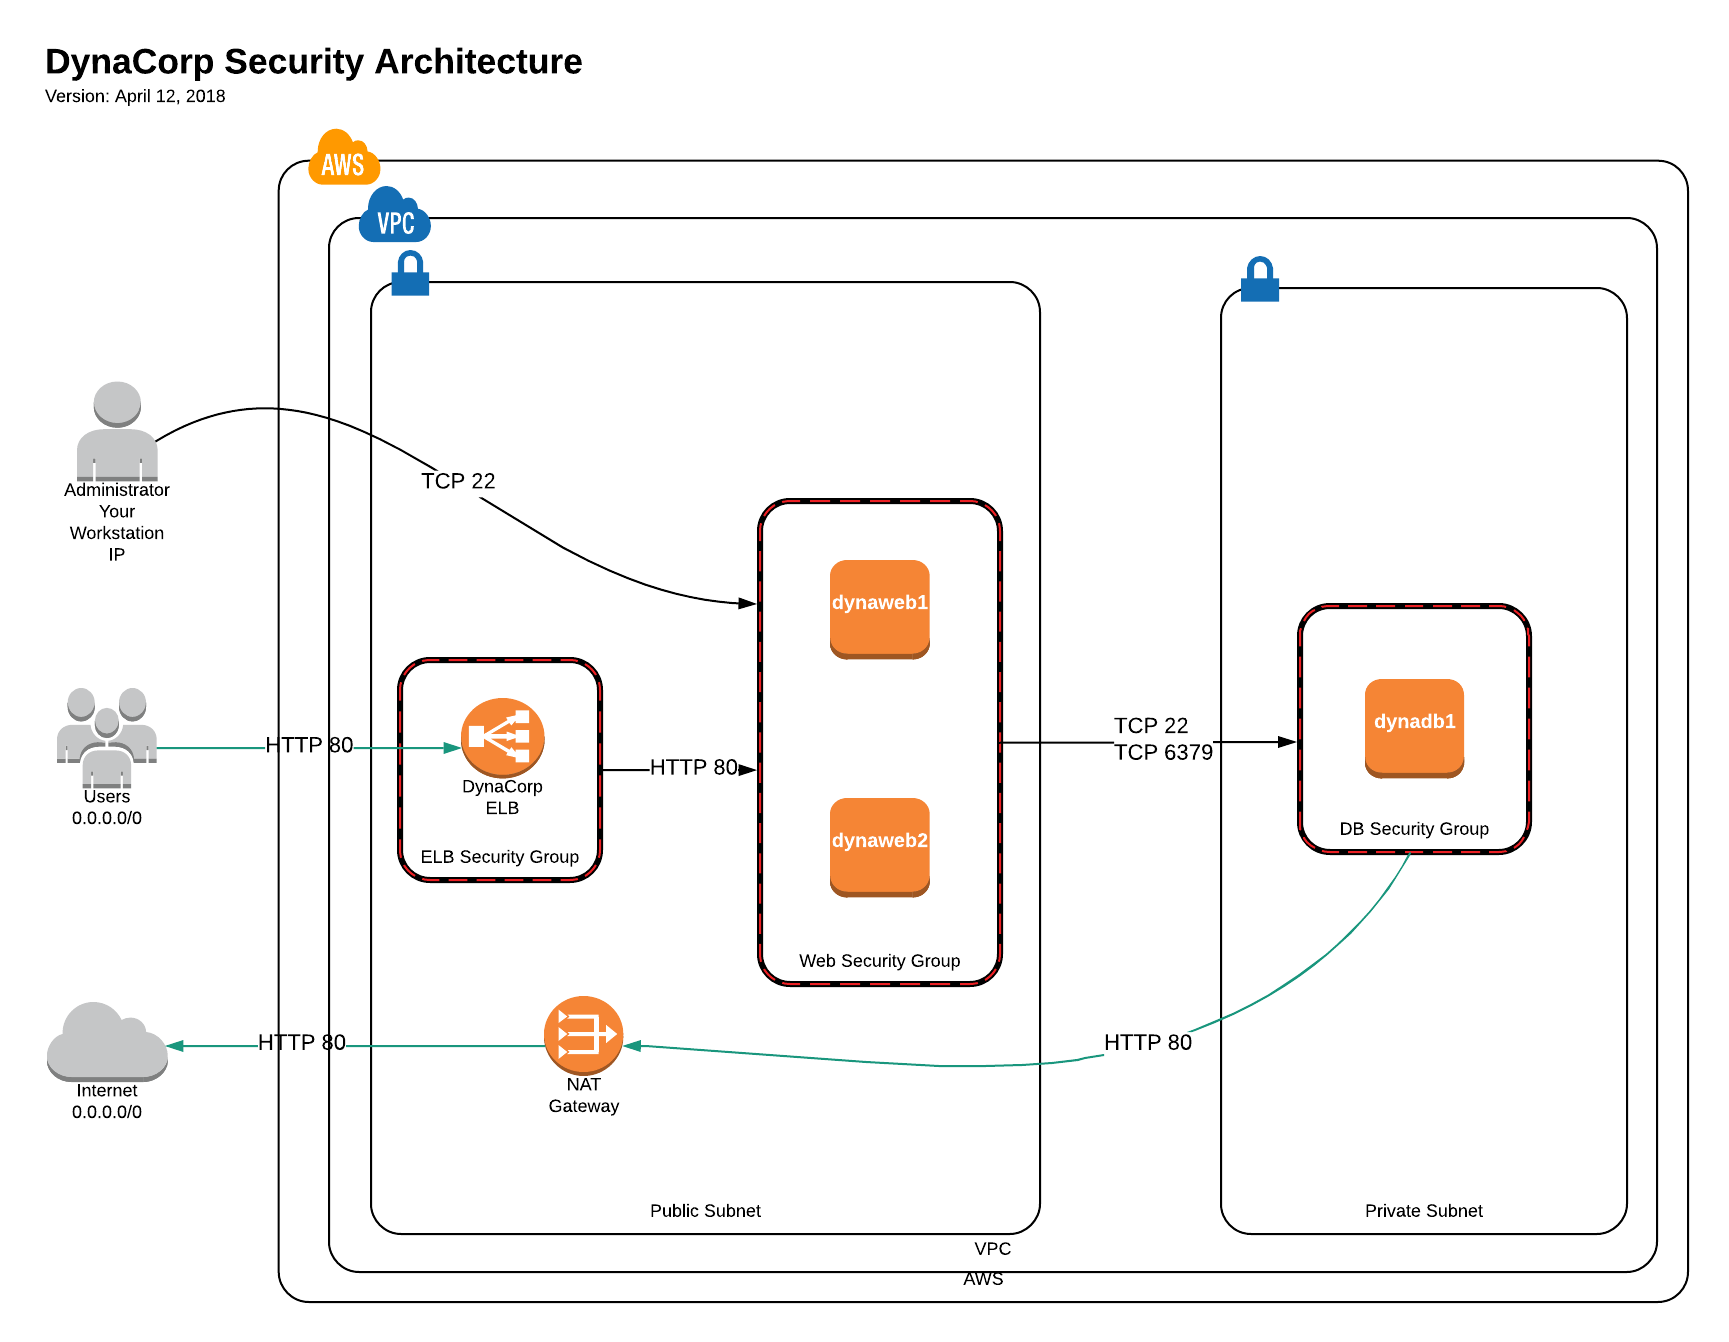 DynaCorp Security Architecture
Version: April 12, 2018
AWS
VPC
Administrator
Your
Workstation
IP
TCP 22
dynaweb1
Users
0.0.0.0/0
HTTP 80
DynaCorp
ELB
ELB Security Group
HTTP 80
dynaweb2
Web Security Group
TCP 22
TCP 6379
dynadb1
DB Security Group
Internet
0.0.0.0/0
HTTP 80
NAT
Gateway
HTTP 80
Public Subnet
Private Subnet
VPC
AWS